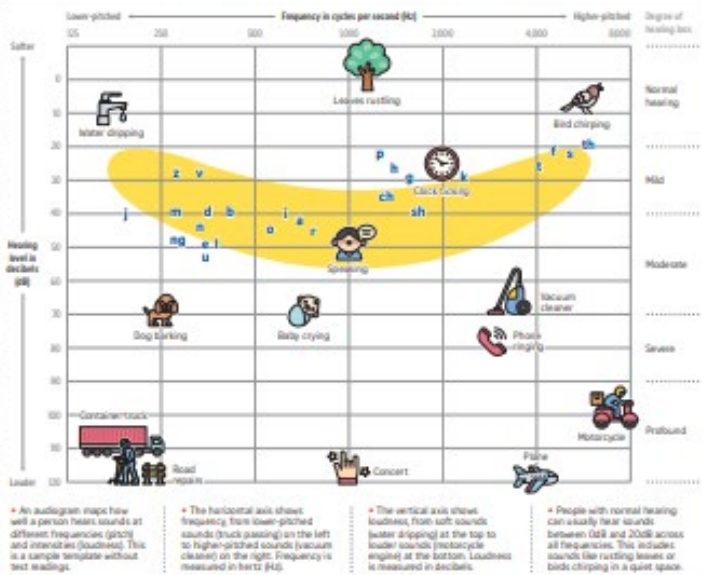 Lower-pitched
Frequency in cycles per second (Hz)
Higher-pitched
Degree of
hearing loss
125 250 500 1000 2,000 4,000 8,000
Softer
0
10
20
30
40
50
60
70
80
90
100
110
120
Louder
Hearing
level in
decibels
(dB)
Leaves rustling
Water dripping
Bird chirping
Normal
hearing
z v
p
h
g
Clock ticking
k
t
f s th
Mild
ch
sh
j m d b
n
ng e l
u
i
a
o r
Speaking
Moderate
Vacuum
cleaner
Dog barking
Baby crying
Phone
ringing
Severe
Container truck
Motorcycle
Profound
Road
repairs
Concert
Plane
• An audiogram maps how
well a person hears sounds at
different frequencies (pitch)
and intensities (loudness). This
is a sample template without
test readings.
• The horizontal axis shows
frequency, from lower-pitched
sounds (truck passing) on the left
to higher-pitched sounds (vacuum
cleaner) on the right. Frequency is
measured in hertz (Hz).
• The vertical axis shows
loudness, from soft sounds
(water dripping) at the top to
louder sounds (motorcycle
engine) at the bottom. Loudness
is measured in decibels.
• People with normal hearing
can usually hear sounds
between 0dB and 20dB across
all frequencies. This includes
sounds like rustling leaves or
birds chirping in a quiet space.